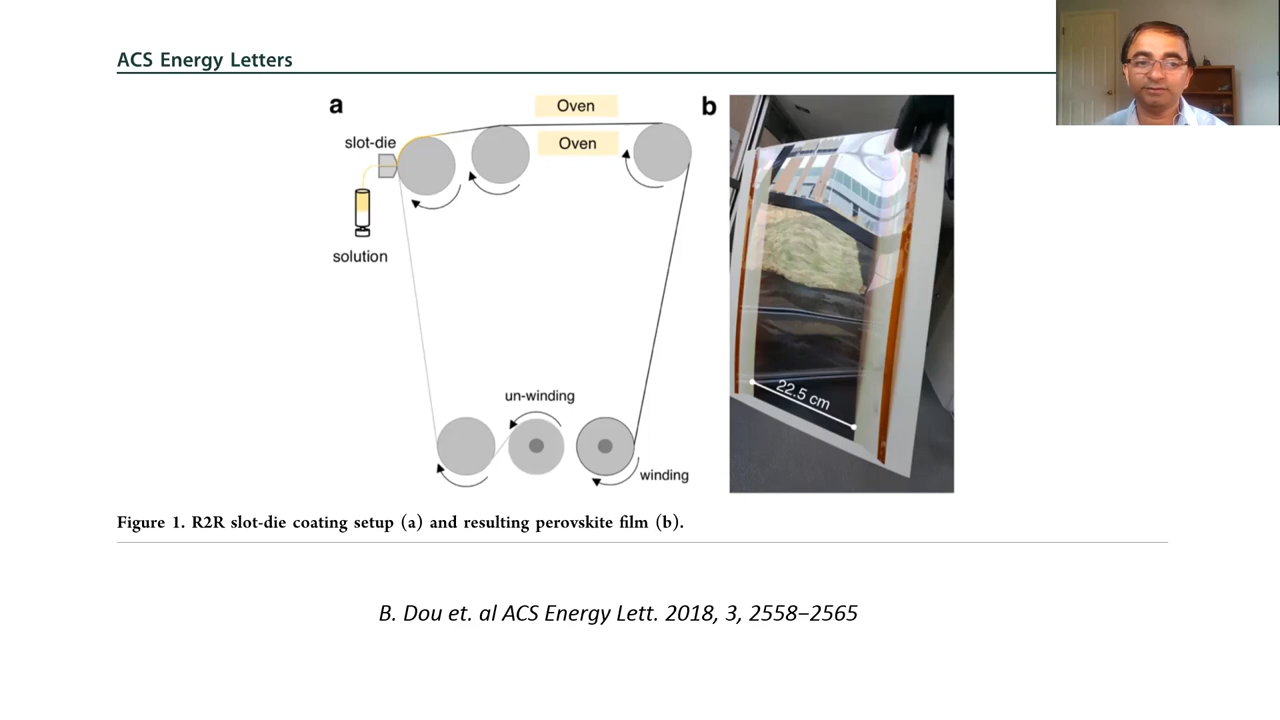 ACS Energy Letters
a
Oven
b
slot-die
Oven
solution
un-winding
22.5 cm
winding
Figure 1. R2R slot-die coating setup (a) and resulting perovskite film (b).
B. Dou et. al ACS Energy Lett. 2018, 3, 2558−2565